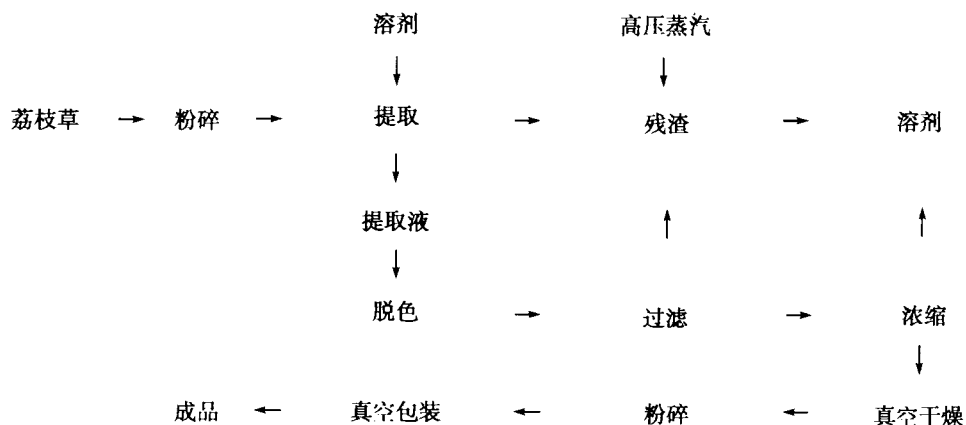 溶剂 高压蒸汽
荔枝草 → 粉碎 → 提取 → 残渣 → 溶剂
提取液
脱色 → 过滤 → 浓缩
成品 ← 真空包装 ← 粉碎 ← 真空干燥